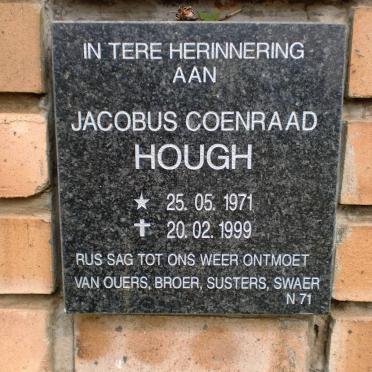 IN TERE HERINNERING
AAN
JACOBUS COENRAAD
HOUGH
25. 05. 1971
20. 02. 1999
RUS SAG TOT ONS WEER ONTMOET
VAN OUERS, BROER, SUSTERS, SWAER
N 71